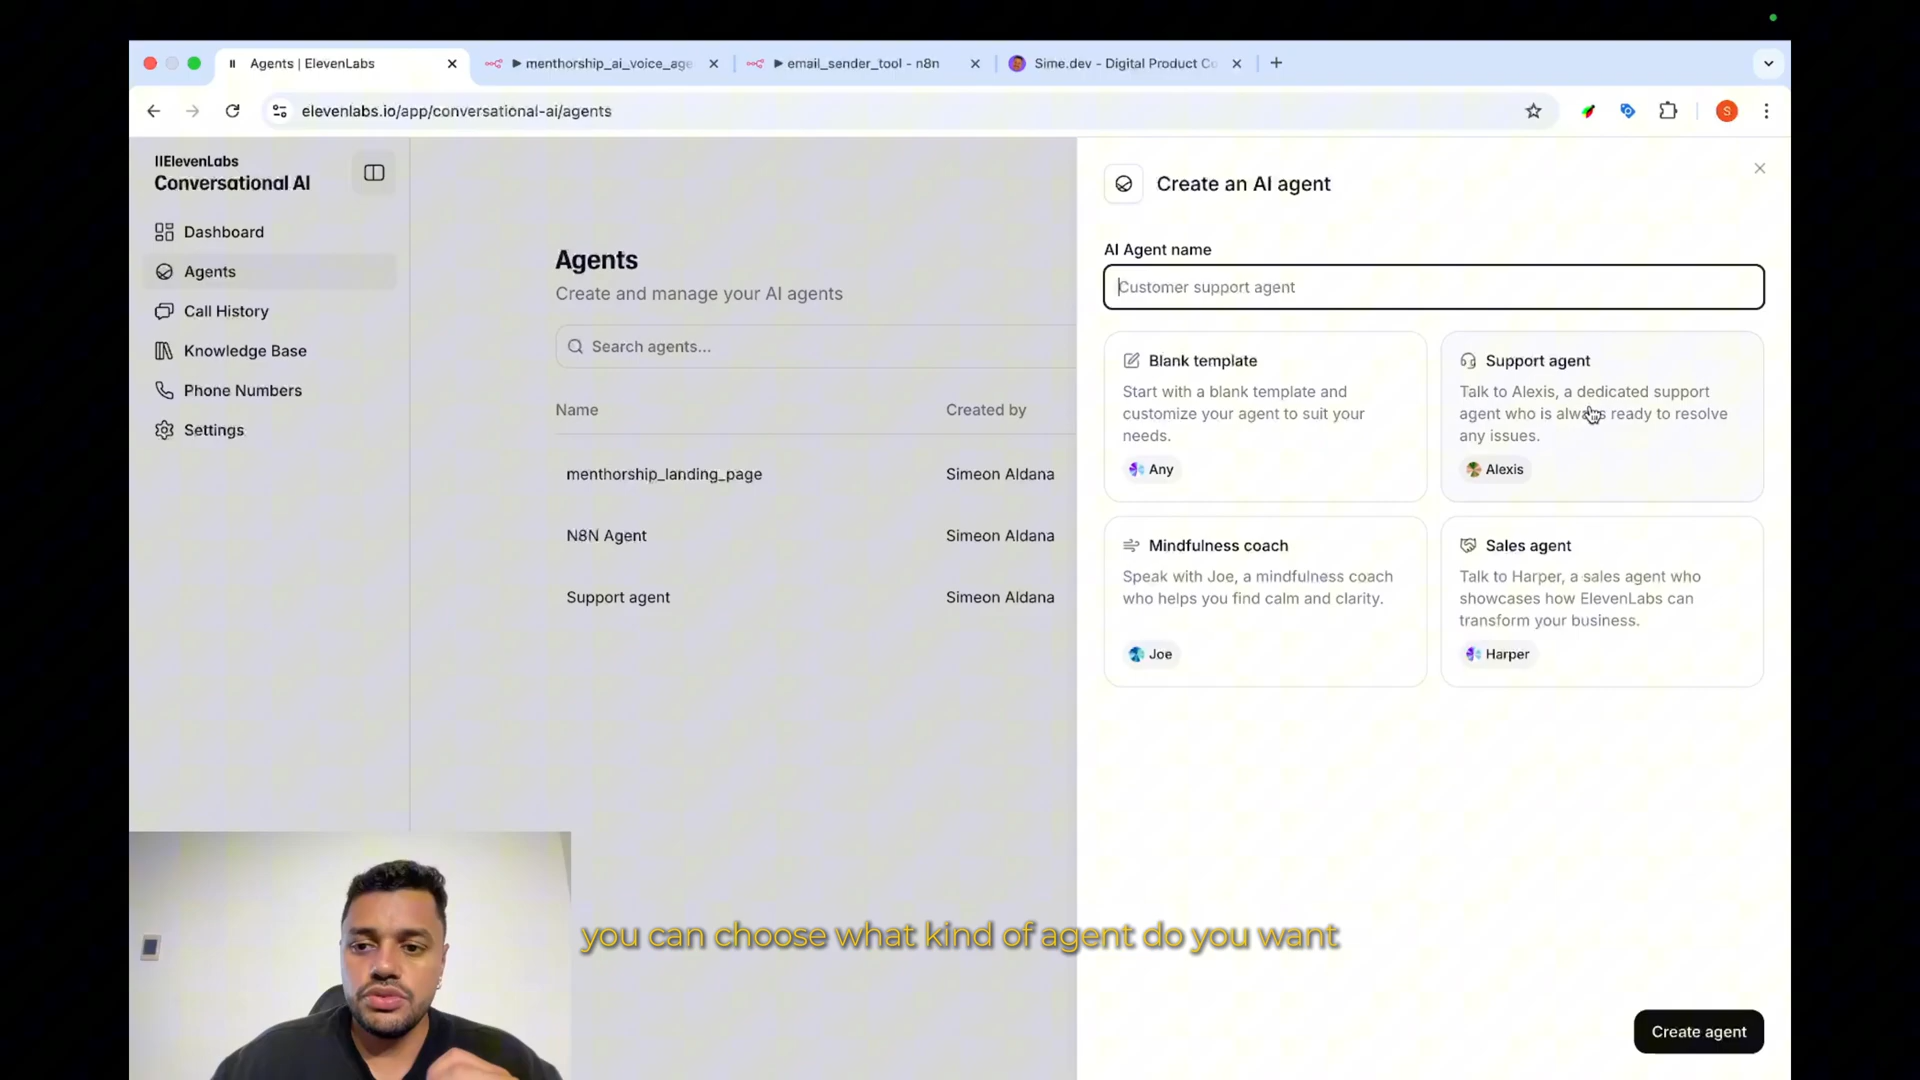 Agents | ElevenLabs
menthorship_ai_voice_age
email_sender_tool - n8n
Sime.dev - Digital Product Co
elevenlabs.io/app/conversational-ai/agents
S
IIElevenLabs
Conversational AI
Dashboard
Agents
Call History
Knowledge Base
Phone Numbers
Settings
Agents
Create and manage your AI agents
Search agents...
Name
Created by
menthorship_landing_page
Simeon Aldana
N8N Agent
Simeon Aldana
Support agent
Simeon Aldana
Create an AI agent
AI Agent name
Customer support agent
Blank template
Start with a blank template and
customize your agent to suit your
needs.
Any
Support agent
Talk to Alexis, a dedicated support
agent who is always ready to resolve
any issues.
Alexis
Mindfulness coach
Speak with Joe, a mindfulness coach
who helps you find calm and clarity.
Joe
Sales agent
Talk to Harper, a sales agent who
showcases how ElevenLabs can
transform your business.
Harper
you can choose what kind of agent do you want
Create agent